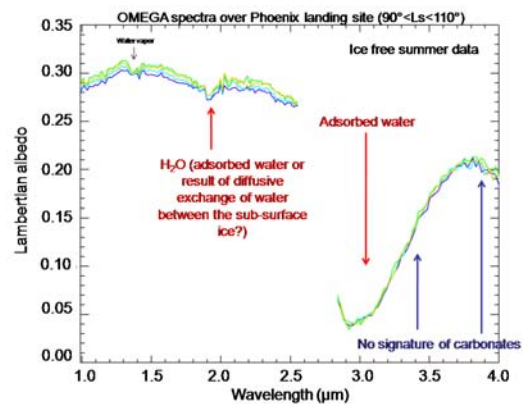 OMEGA spectra over Phoenix landing site (90°<Ls<110°)
Water vapor
Ice free summer data
0.35
0.30
0.25
0.20
0.15
0.10
0.05
0.00
Lambertian albedo
Adsorbed water
H₂O (adsorbed water or
result of diffusive
exchange of water
between the sub-surface
ice?)
No signature of carbonates
1.0
1.5
2.0
2.5
3.0
3.5
4.0
Wavelength (µm)